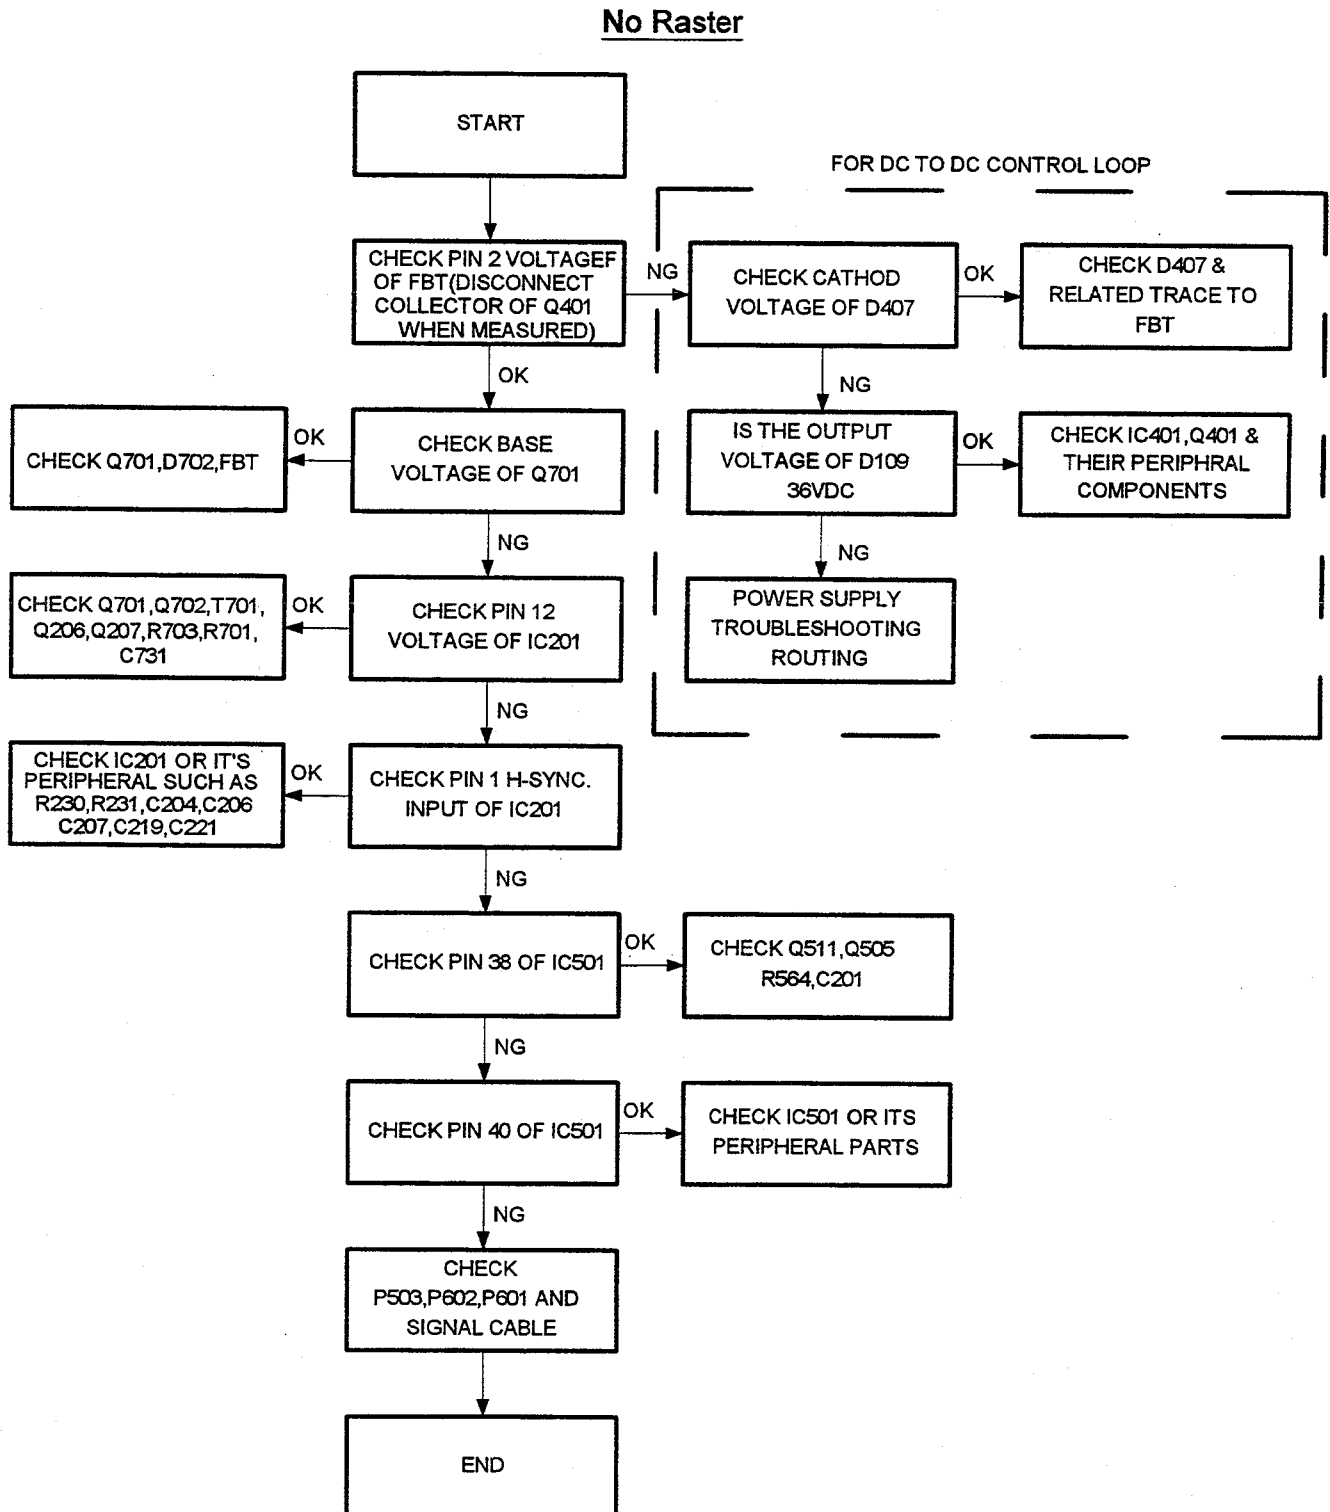 No Raster
START
FOR DC TO DC CONTROL LOOP
CHECK PIN 2 VOLTAGEF
OF FBT(DISCONNECT
COLLECTOR OF Q401
WHEN MEASURED)
NG
CHECK CATHOD
VOLTAGE OF D407
OK
CHECK D407 &
RELATED TRACE TO
FBT
OK
NG
CHECK Q701,D702,FBT
OK
CHECK BASE
VOLTAGE OF Q701
IS THE OUTPUT
VOLTAGE OF D109
36VDC
OK
CHECK IC401,Q401 &
THEIR PERIPHRAL
COMPONENTS
NG
NG
CHECK Q701,Q702,T701,
Q206,Q207,R703,R701,
C731
OK
CHECK PIN 12
VOLTAGE OF IC201
POWER SUPPLY
TROUBLESHOOTING
ROUTING
NG
CHECK IC201 OR IT'S
PERIPHERAL SUCH AS
R230,R231,C204,C206
C207,C219,C221
OK
CHECK PIN 1 H-SYNC.
INPUT OF IC201
NG
CHECK PIN 38 OF IC501
OK
CHECK Q511,Q505
R564,C201
NG
CHECK PIN 40 OF IC501
OK
CHECK IC501 OR ITS
PERIPHERAL PARTS
NG
CHECK
P503,P602,P601 AND
SIGNAL CABLE
END